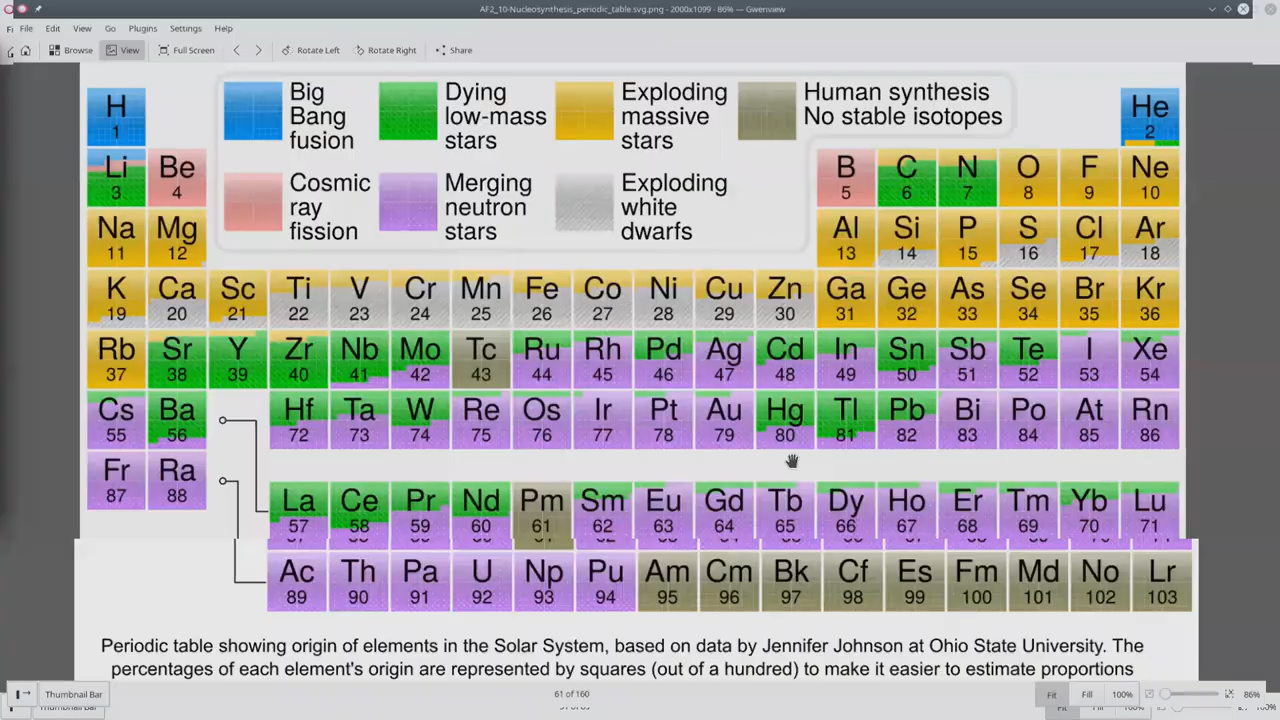 AF2_10-Nucleosynthesis_periodic_table.svg.png - 2000x1099 - 86% — Gwenview
Fi File Edit View Go Plugins Settings Help
Browse View Full Screen Rotate Left Rotate Right Share
Big Bang fusion
Dying low-mass stars
Exploding massive stars
Human synthesis
No stable isotopes
Cosmic ray fission
Merging neutron stars
Exploding white dwarfs
H He
1 2
Li Be B C N O F Ne
3 4 5 6 7 8 9 10
Na Mg Al Si P S Cl Ar
11 12 13 14 15 16 17 18
K Ca Sc Ti V Cr Mn Fe Co Ni Cu Zn Ga Ge As Se Br Kr
19 20 21 22 23 24 25 26 27 28 29 30 31 32 33 34 35 36
Rb Sr Y Zr Nb Mo Tc Ru Rh Pd Ag Cd In Sn Sb Te I Xe
37 38 39 40 41 42 43 44 45 46 47 48 49 50 51 52 53 54
Cs Ba Hf Ta W Re Os Ir Pt Au Hg Tl Pb Bi Po At Rn
55 56 72 73 74 75 76 77 78 79 80 81 82 83 84 85 86
Fr Ra
87 88
La Ce Pr Nd Pm Sm Eu Gd Tb Dy Ho Er Tm Yb Lu
57 58 59 60 61 62 63 64 65 66 67 68 69 70 71
Ac Th Pa U Np Pu Am Cm Bk Cf Es Fm Md No Lr
89 90 91 92 93 94 95 96 97 98 99 100 101 102 103
Periodic table showing origin of elements in the Solar System, based on data by Jennifer Johnson at Ohio State University. The
percentages of each element's origin are represented by squares (out of a hundred) to make it easier to estimate proportions
Thumbnail Bar 61 of 160 Fit Fill 100% 86%